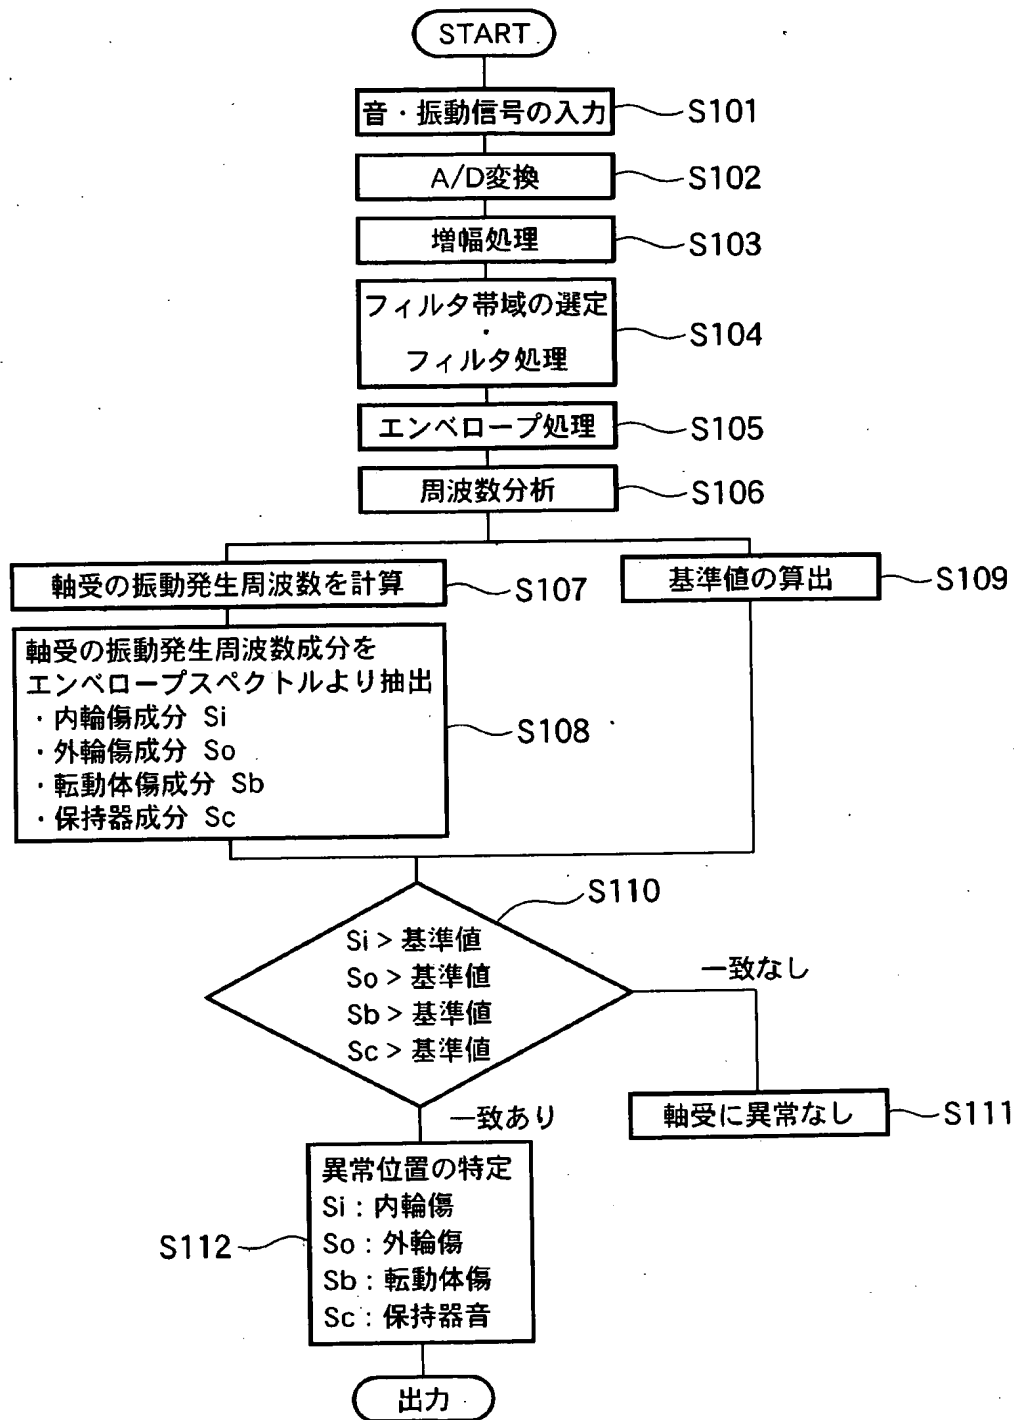 START
音・振動信号の入力
S101
A/D変換
S102
増幅処理
S103
フィルタ帯域の選定
・
フィルタ処理
S104
エンベロープ処理
S105
周波数分析
S106
軸受の振動発生周波数を計算
S107
基準値の算出
S109
軸受の振動発生周波数成分を
エンベロープスペクトルより抽出
・内輪傷成分 Si
・外輪傷成分 So
・転動体傷成分 Sb
・保持器成分 Sc
S108
S110
Si > 基準値
So > 基準値
Sb > 基準値
Sc > 基準値
一致なし
軸受に異常なし
S111
一致あり
異常位置の特定
Si : 内輪傷
So : 外輪傷
Sb : 転動体傷
Sc : 保持器音
S112
出力